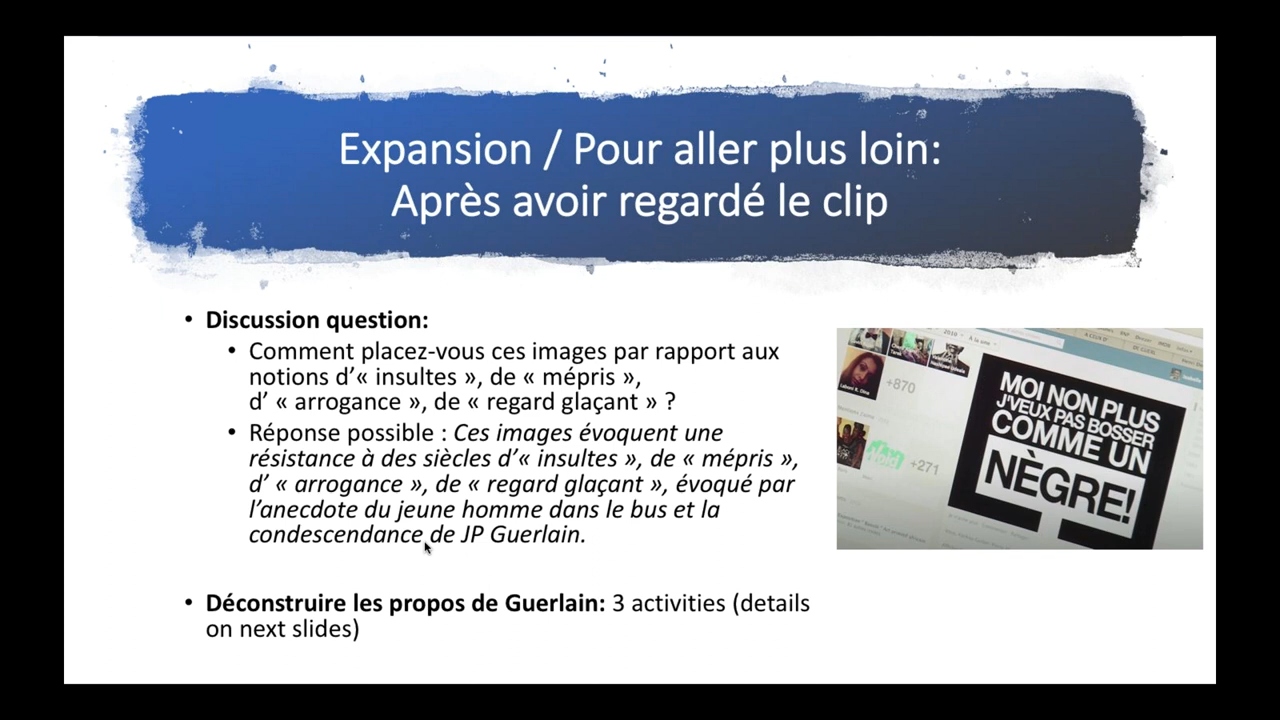 Expansion / Pour aller plus loin:
Après avoir regardé le clip
• Discussion question:
• Comment placez-vous ces images par rapport aux
notions d’« insultes », de « mépris »,
d’ « arrogance », de « regard glaçant » ?
• Réponse possible : Ces images évoquent une
résistance à des siècles d’« insultes », de « mépris »,
d’ « arrogance », de « regard glaçant », évoqué par
l’anecdote du jeune homme dans le bus et la
condescendance de JP Guerlain.
• Déconstruire les propos de Guerlain: 3 activities (details
on next slides)
+870
+271
MOI NON PLUS
J'VEUX PAS BOSSER
COMME UN
NÈGRE!